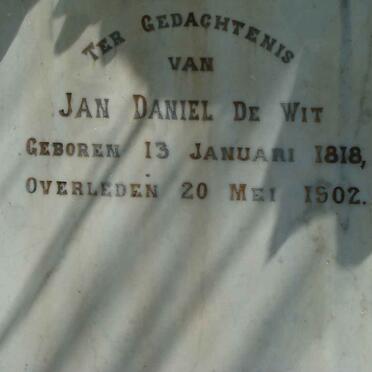 TER GEDACHTENIS
VAN
JAN DANIEL DE WIT
GEBOREN 13 JANUARI 1818,
OVERLEDEN 20 MEI 1902.